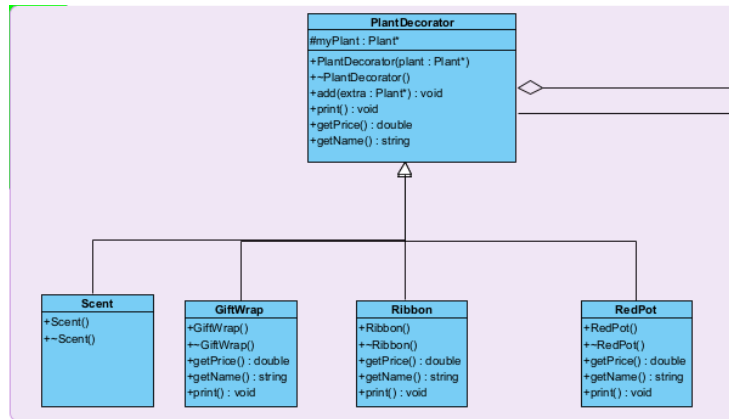 PlantDecorator
#myPlant : Plant*
+PlantDecorator(plant : Plant*)
+~PlantDecorator()
+add(extra : Plant*) : void
+print() : void
+getPrice() : double
+getName() : string
Scent
+Scent()
+~Scent()
GiftWrap
+GiftWrap()
+~GiftWrap()
+getPrice() : double
+getName() : string
+print() : void
Ribbon
+Ribbon()
+~Ribbon()
+getPrice() : double
+getName() : string
+print() : void
RedPot
+RedPot()
+~RedPot()
+getPrice() : double
+getName() : string
+print() : void